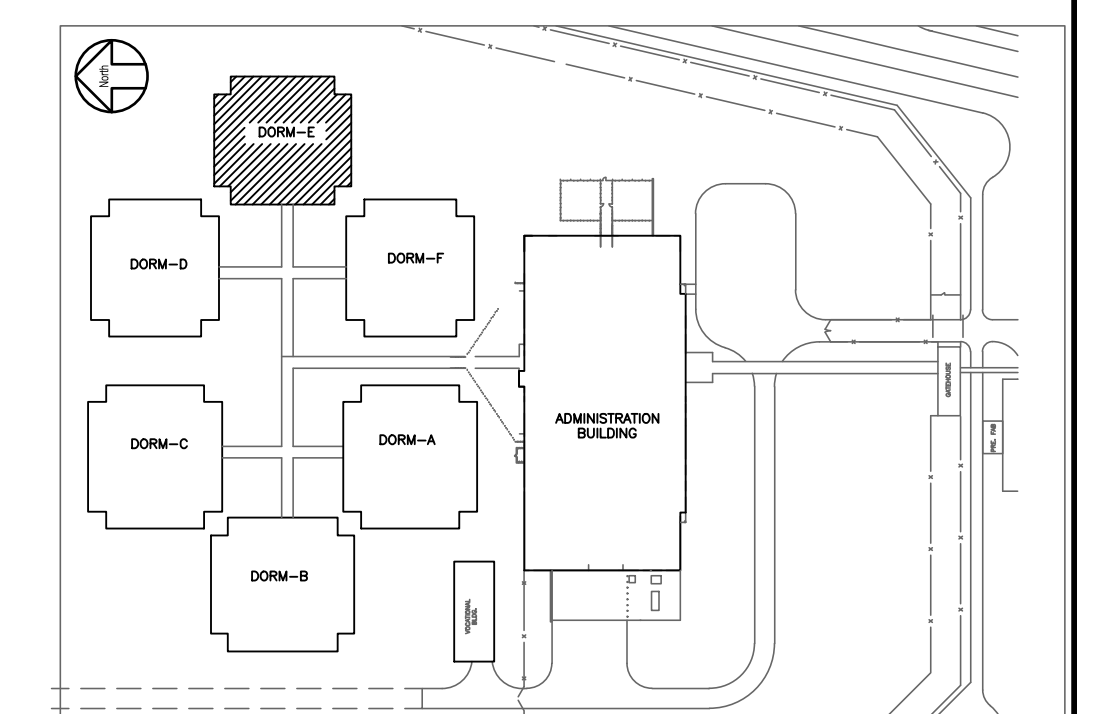 North
DORM-E
DORM-D
DORM-F
ADMINISTRATION
BUILDING
GATEHOUSE
PRE. FAB
DORM-C
DORM-A
DORM-B
VOCATIONAL
BLDG.